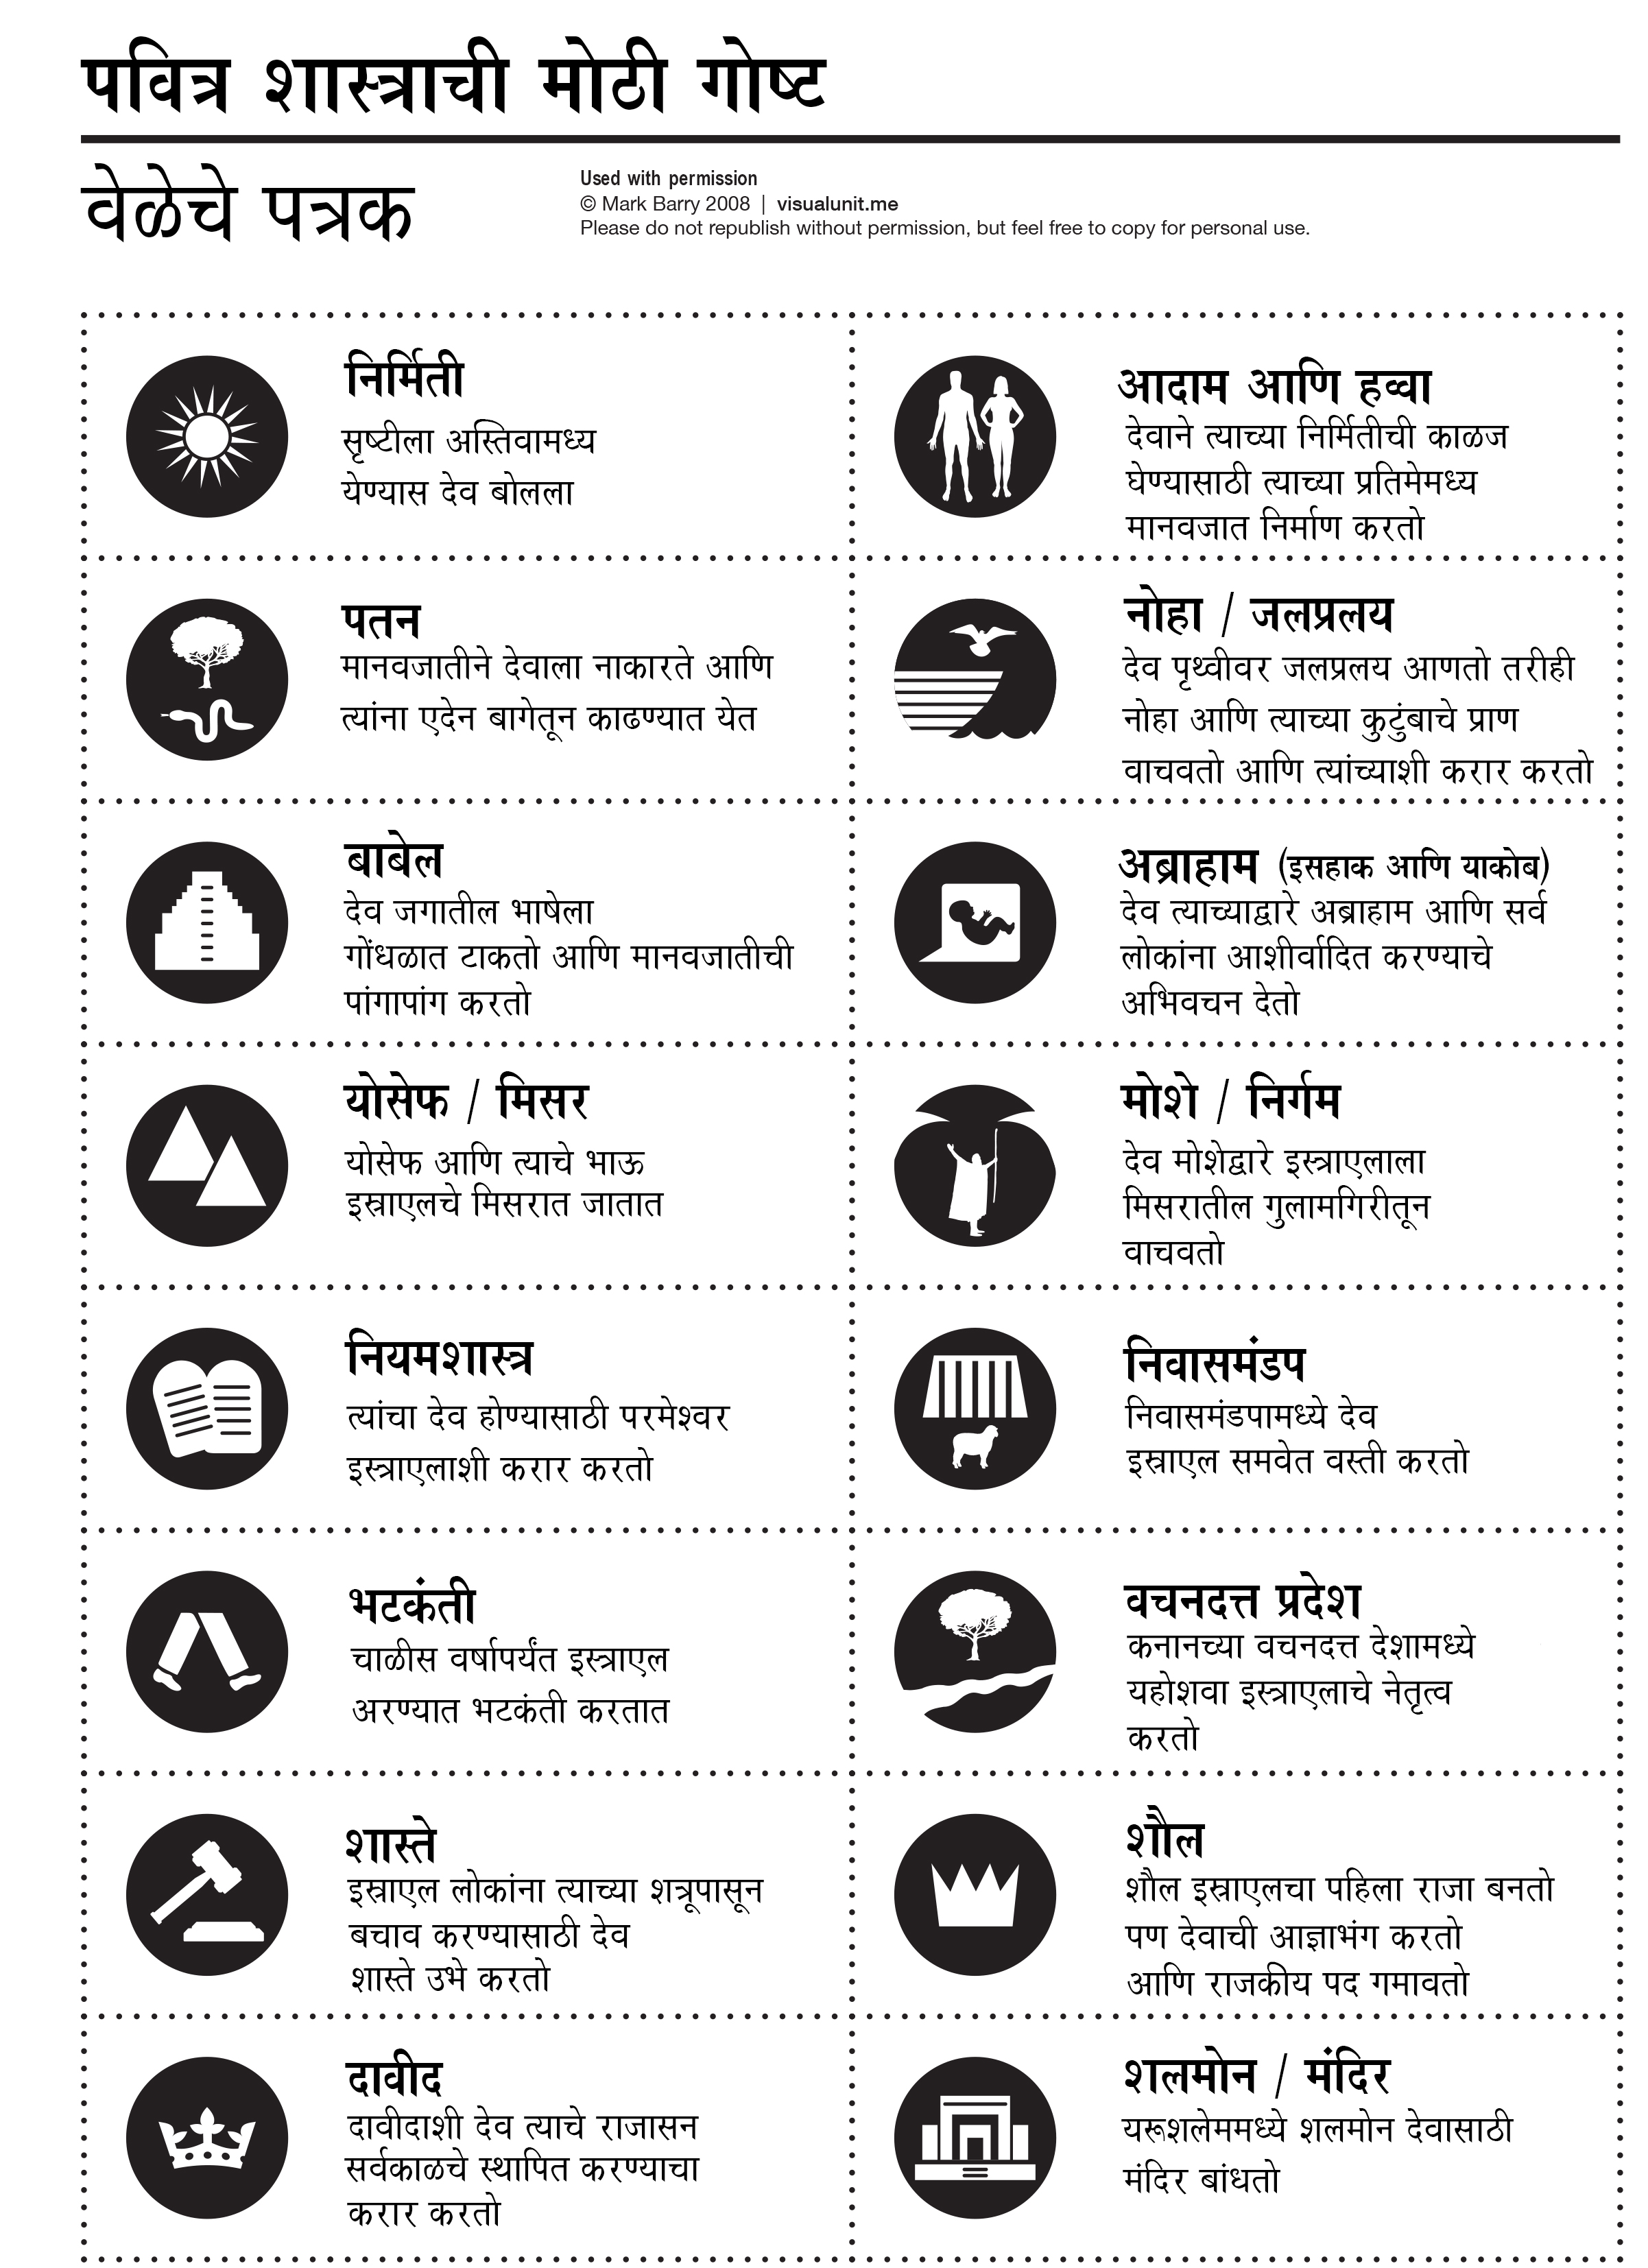 पवित्र शास्त्राची मोठी गोष्ट
वेळेचे पत्रक
Used with permission
© Mark Barry 2008 | visualunit.me
Please do not republish without permission, but feel free to copy for personal use.
निर्मिती
सृष्टीला अस्तिवामध्य
येण्यास देव बोलला
आदाम आणि हव्वा
देवाने त्याच्या निर्मितीची काळज
घेण्यासाठी त्याच्या प्रतिमेमध्य
मानवजात निर्माण करतो
पतन
मानवजातीने देवाला नाकारते आणि
त्यांना एदेन बागेतून काढण्यात येत
नोहा / जलप्रलय
देव पृथ्वीवर जलप्रलय आणतो तरीही
नोहा आणि त्याच्या कुटुंबाचे प्राण
वाचवतो आणि त्यांच्याशी करार करतो
बाबेल
देव जगातील भाषेला
गोंधळात टाकतो आणि मानवजातीची
पांगापांग करतो
अब्राहाम (इसहाक आणि याकोब)
देव त्याच्याद्वारे अब्राहाम आणि सर्व
लोकांना आशीर्वादित करण्याचे
अभिवचन देतो
योसेफ / मिसर
योसेफ आणि त्याचे भाऊ
इस्राएलचे मिसरात जातात
मोशे / निर्गम
देव मोशेद्वारे इस्त्राएलाला
मिसरातील गुलामगिरीतून
वाचवतो
नियमशास्त्र
त्यांचा देव होण्यासाठी परमेश्वर
इस्त्राएलाशी करार करतो
निवासमंडप
निवासमंडपामध्ये देव
इस्राएल समवेत वस्ती करतो
भटकंती
चाळीस वर्षापर्यंत इस्त्राएल
अरण्यात भटकंती करतात
वचनदत्त प्रदेश
कनानच्या वचनदत्त देशामध्ये
यहोशवा इस्त्राएलाचे नेतृत्व
करतो
शास्ते
इस्राएल लोकांना त्याच्या शत्रूपासून
बचाव करण्यासाठी देव
शास्ते उभे करतो
शौल
शौल इस्राएलचा पहिला राजा बनतो
पण देवाची आज्ञाभंग करतो
आणि राजकीय पद गमावतो
दावीद
दावीदाशी देव त्याचे राजासन
सर्वकाळचे स्थापित करण्याचा
करार करतो
शलमोन / मंदिर
यरूशलेममध्ये शलमोन देवासाठी
मंदिर बांधतो